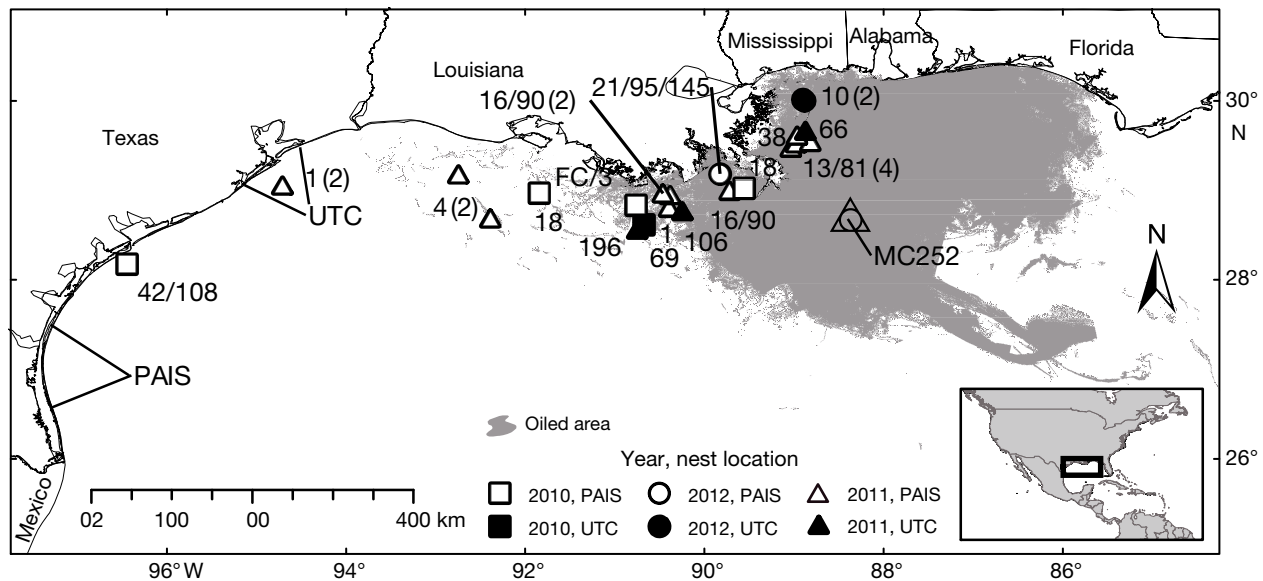 Mississippi
Alabama
Florida
Louisiana
Texas
Mexico
30°
N
28°
26°
21/95/145
16/90 (2)
10 (2)
38
66
18
13/81 (4)
FC/3
1 (2)
UTC
4 (2)
18
16/90
196
69
1
106
MC252
42/108
PAIS
N
Oiled area
Year, nest location
2010, PAIS
2012, PAIS
2011, PAIS
2010, UTC
2012, UTC
2011, UTC
02 100 00 400 km
96°W 94° 92° 90° 88° 86°